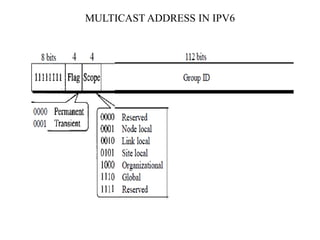 MULTICAST ADDRESS IN IPV6
8 bits 4 4 112 bits
11111111 Flag Scope Group ID
0000 Permanent
0001 Transient
0000 Reserved
0001 Node local
0010 Link local
0101 Site local
1000 Organizational
1110 Global
1111 Reserved